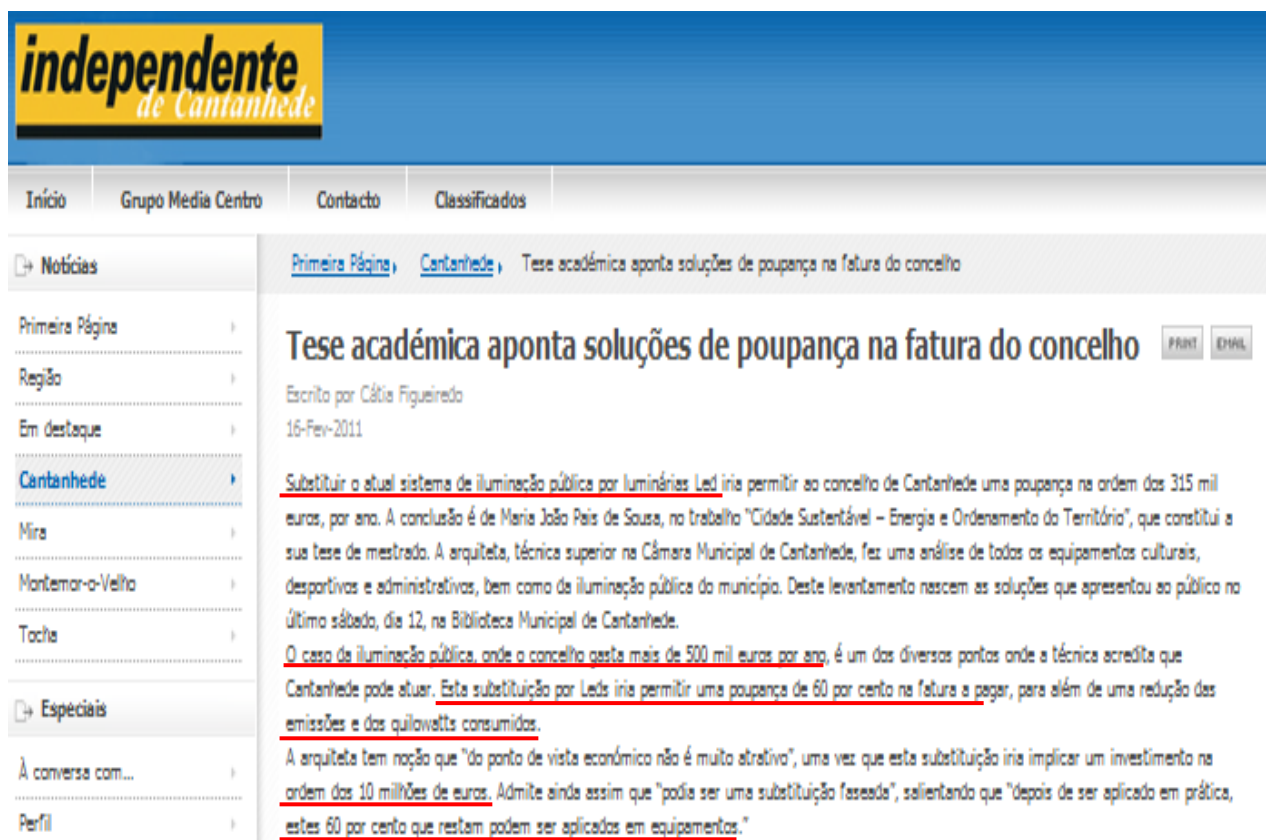 independente
de Cantanhede
Início Grupo Media Centro Contacto Classificados
Notícias
Primeira Página
Região
Em destaque
Cantanhede
Mira
Montemor-o-Velho
Tocha
Especiais
À conversa com...
Perfil
Primeira Página Cantanhede Tese académica aponta soluções de poupança na fatura do concelho
Tese académica aponta soluções de poupança na fatura do concelho PRINT EMAIL
Escrito por Cátia Figueiredo
16-Fev-2011
Substituir o atual sistema de iluminação pública por luminárias Led iria permitir ao concelho de Cantanhede uma poupança na ordem dos 315 mil
euros, por ano. A conclusão é de Maria João Pais de Sousa, no trabalho "Cidade Sustentável – Energia e Ordenamento do Território", que constitui a
sua tese de mestrado. A arquiteta, técnica superior na Câmara Municipal de Cantanhede, fez uma análise de todos os equipamentos culturais,
desportivos e administrativos, bem como da iluminação pública do município. Deste levantamento nascem as soluções que apresentou ao público no
último sábado, dia 12, na Biblioteca Municipal de Cantanhede.
O caso da iluminação pública, onde o concelho gasta mais de 500 mil euros por ano, é um dos diversos pontos onde a técnica acredita que
Cantanhede pode atuar. Esta substituição por Leds iria permitir uma poupança de 60 por cento na fatura a pagar, para além de uma redução das
emissões e dos quilowatts consumidos.
A arquiteta tem noção que "do ponto de vista económico não é muito atrativo", uma vez que esta substituição iria implicar um investimento na
ordem dos 10 milhões de euros. Admite ainda assim que "podia ser uma substituição faseada", salientando que "depois de ser aplicado em prática,
estes 60 por cento que restam podem ser aplicados em equipamentos."